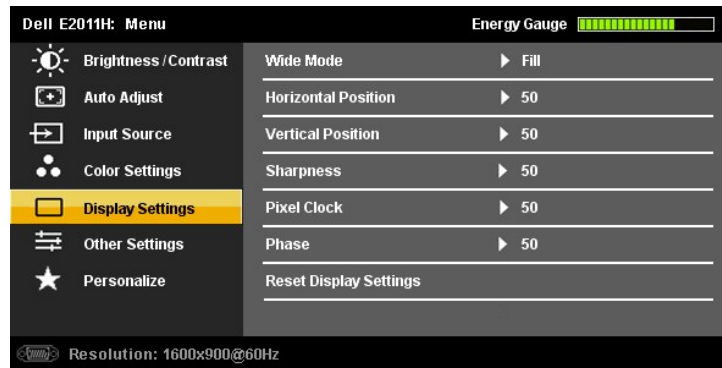 Dell E2011H: Menu Energy Gauge
Brightness / Contrast Wide Mode Fill
Auto Adjust Horizontal Position 50
Input Source Vertical Position 50
Color Settings Sharpness 50
Display Settings Pixel Clock 50
Other Settings Phase 50
Personalize Reset Display Settings
Resolution: 1600x900@60Hz